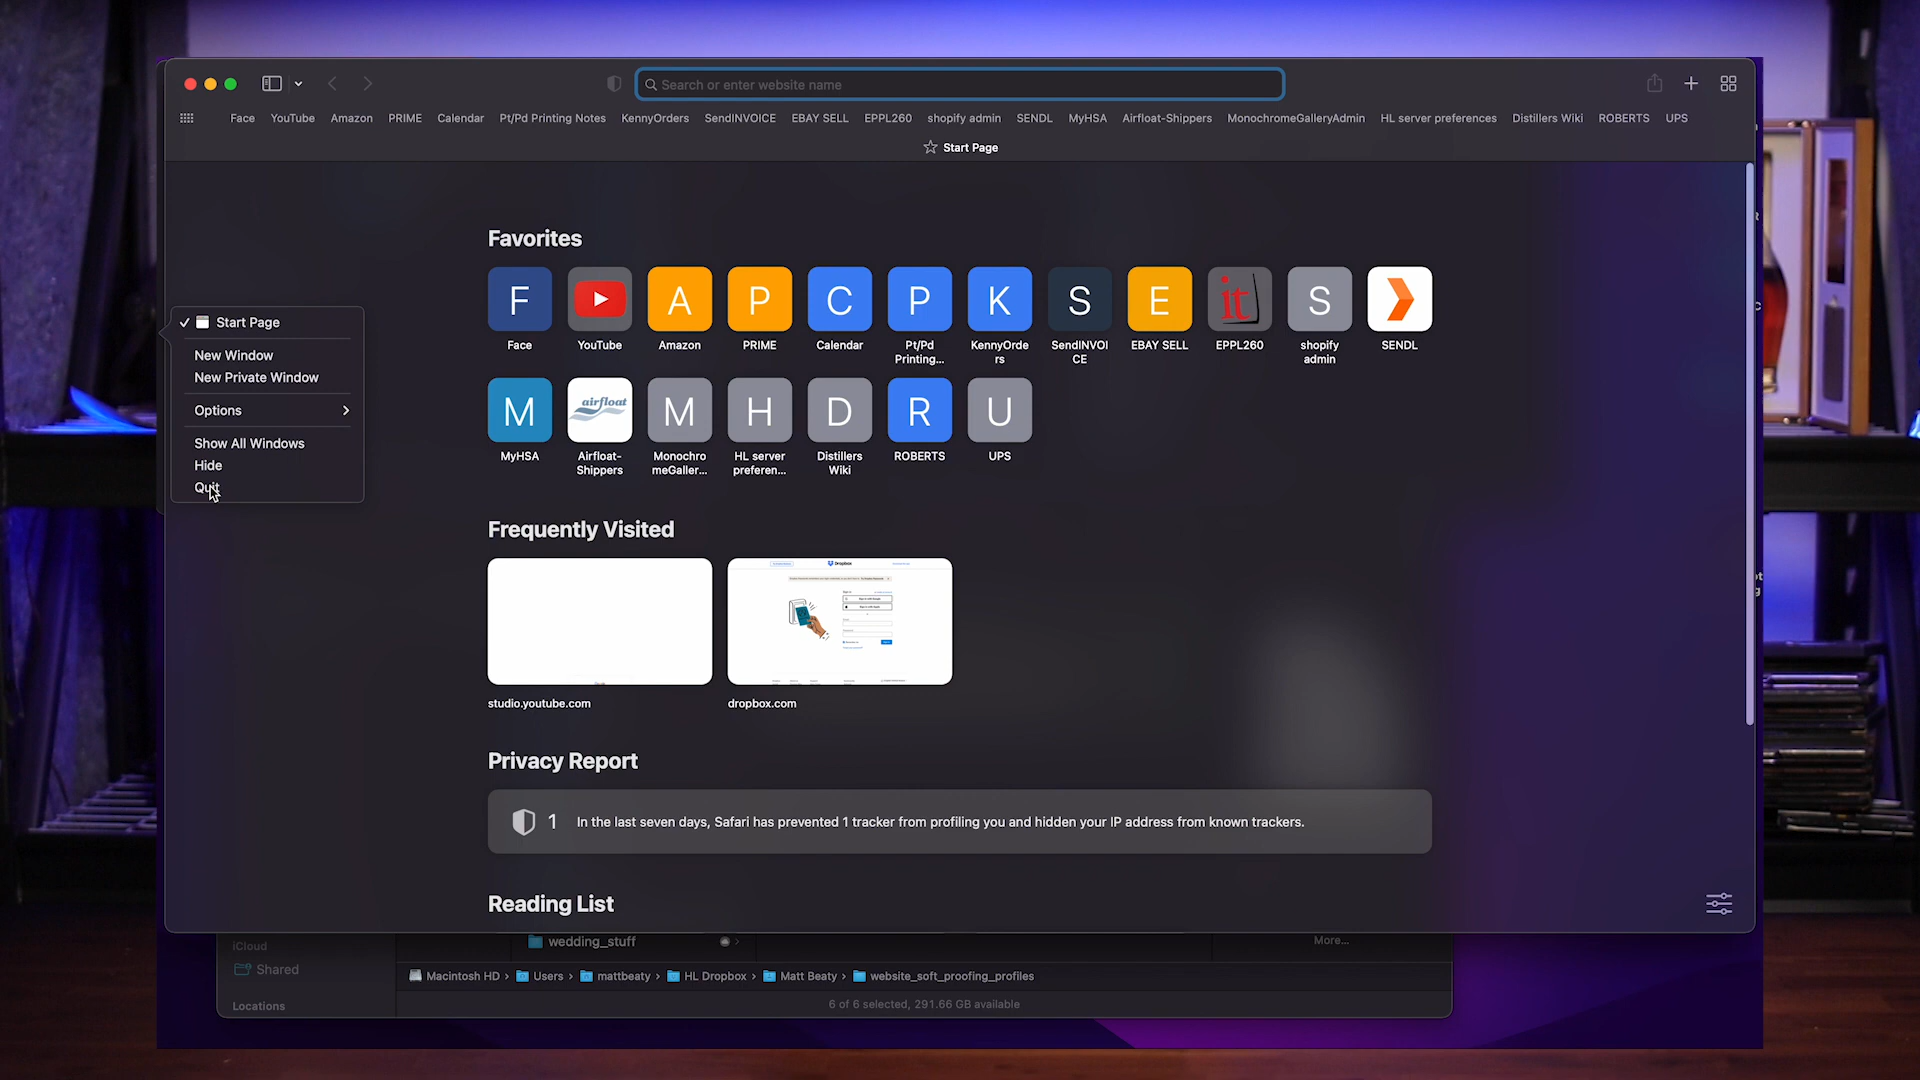 Search or enter website name
Face YouTube Amazon PRIME Calendar Pt/Pd Printing Notes KennyOrders SendINVOICE EBAY SELL EPPL260 shopify admin SENDL MyHSA Airfloat-Shippers MonochromeGalleryAdmin HL server preferences Distillers Wiki ROBERTS UPS
Start Page
Favorites
F A P C P K S E it S
Face YouTube Amazon PRIME Calendar Pt/Pd Printing... KennyOrders SendINVOICE EBAY SELL EPPL260 shopify admin SENDL
M airfloat M H D R U
MyHSA Airfloat-Shippers MonochromeGaller... HL server preferen... Distillers Wiki ROBERTS UPS
Start Page
New Window
New Private Window
Options
Show All Windows
Hide
Quit
Frequently Visited
Dropbox
studio.youtube.com dropbox.com
Privacy Report
1 In the last seven days, Safari has prevented 1 tracker from profiling you and hidden your IP address from known trackers.
Reading List
iCloud
wedding_stuff
More...
Shared
Macintosh HD › Users › mattbeaty › HL Dropbox › Matt Beaty › website_soft_proofing_profiles
Locations
6 of 6 selected, 291.66 GB available